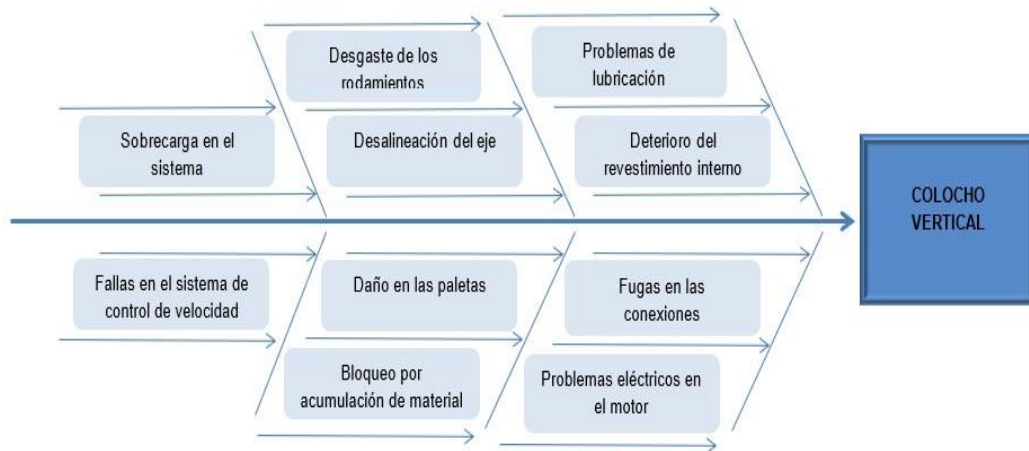 Desgaste de los
rodamientos
Problemas de
lubricación
Sobrecarga en el
sistema
Desalineación del eje
Deterioro del
revestimiento interno
COLOCHO
VERTICAL
Fallas en el sistema de
control de velocidad
Daño en las paletas
Fugas en las
conexiones
Bloqueo por
acumulación de material
Problemas eléctricos en
el motor